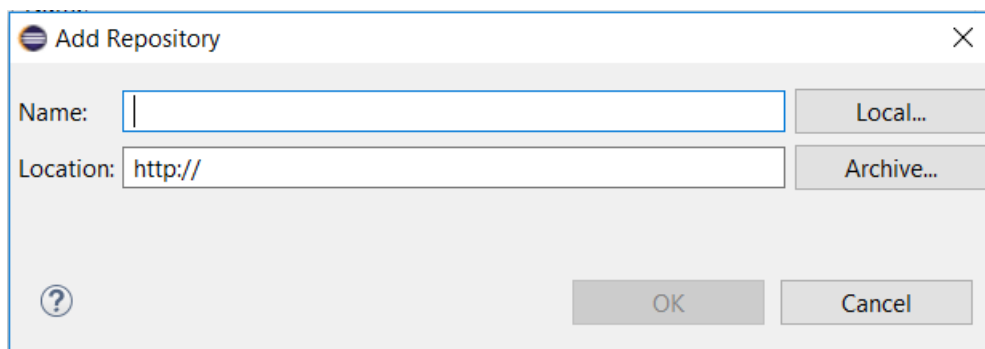 Add Repository
Name:
Local...
Location: http://
Archive...
?
OK
Cancel